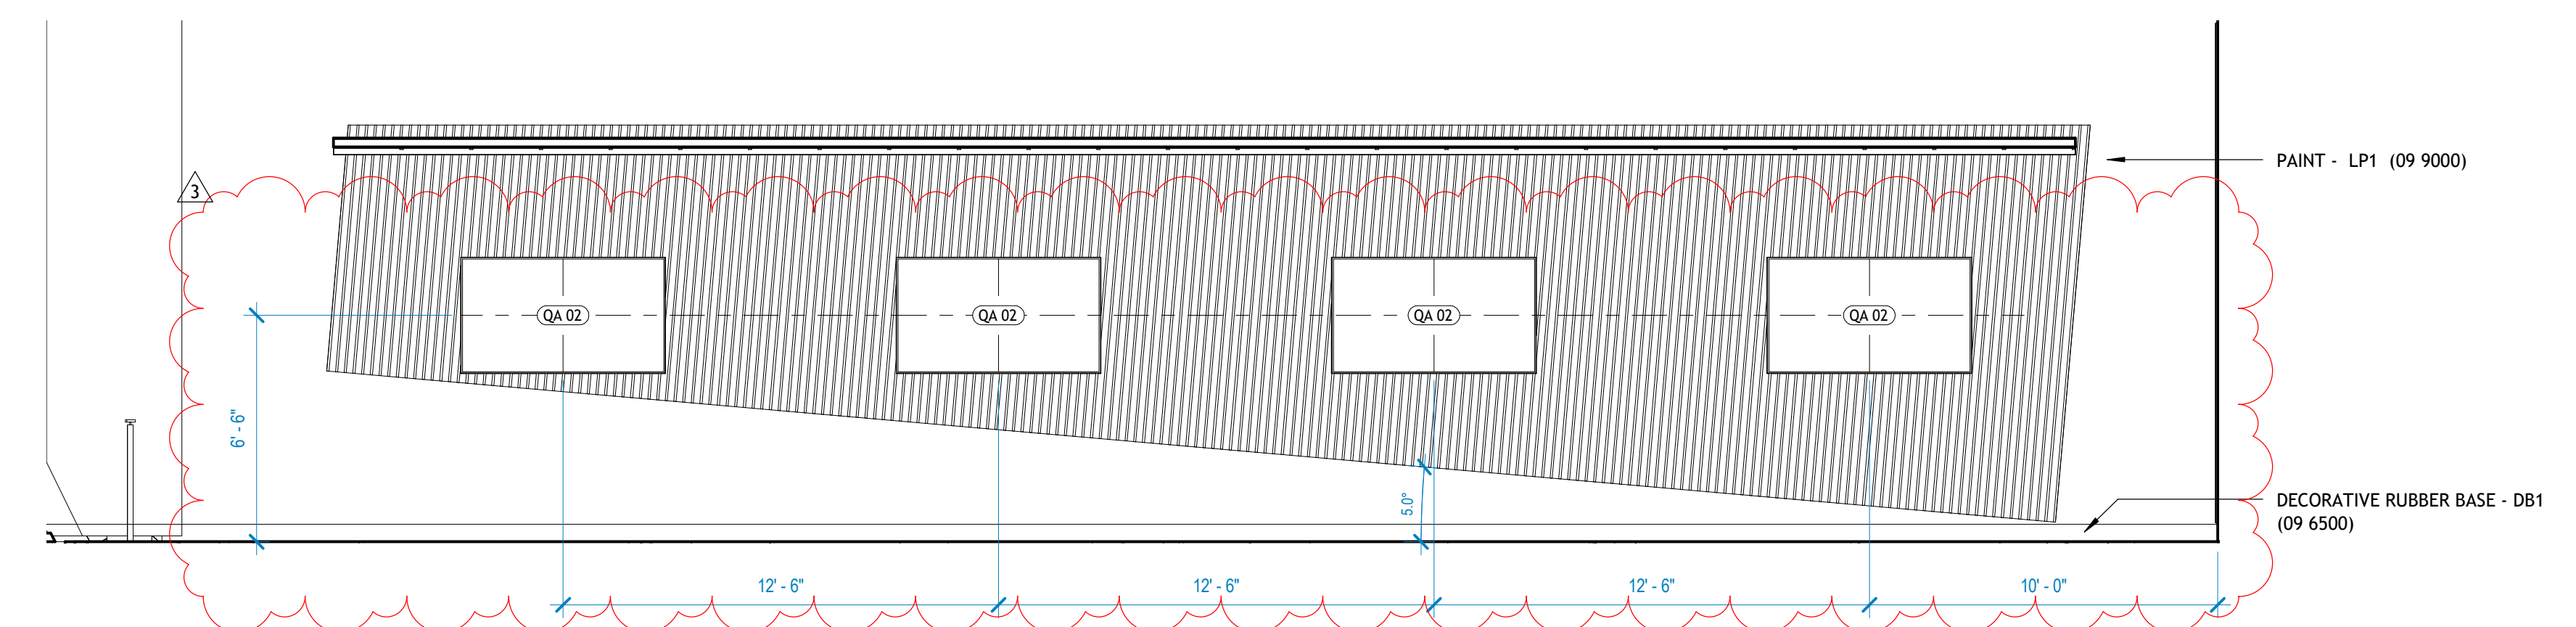 3
PAINT - LP1 (09 9000)
QA 02
QA 02
QA 02
QA 02
6' - 6"
5.0°
DECORATIVE RUBBER BASE - DB1
(09 6500)
12' - 6"
12' - 6"
12' - 6"
10' - 0"